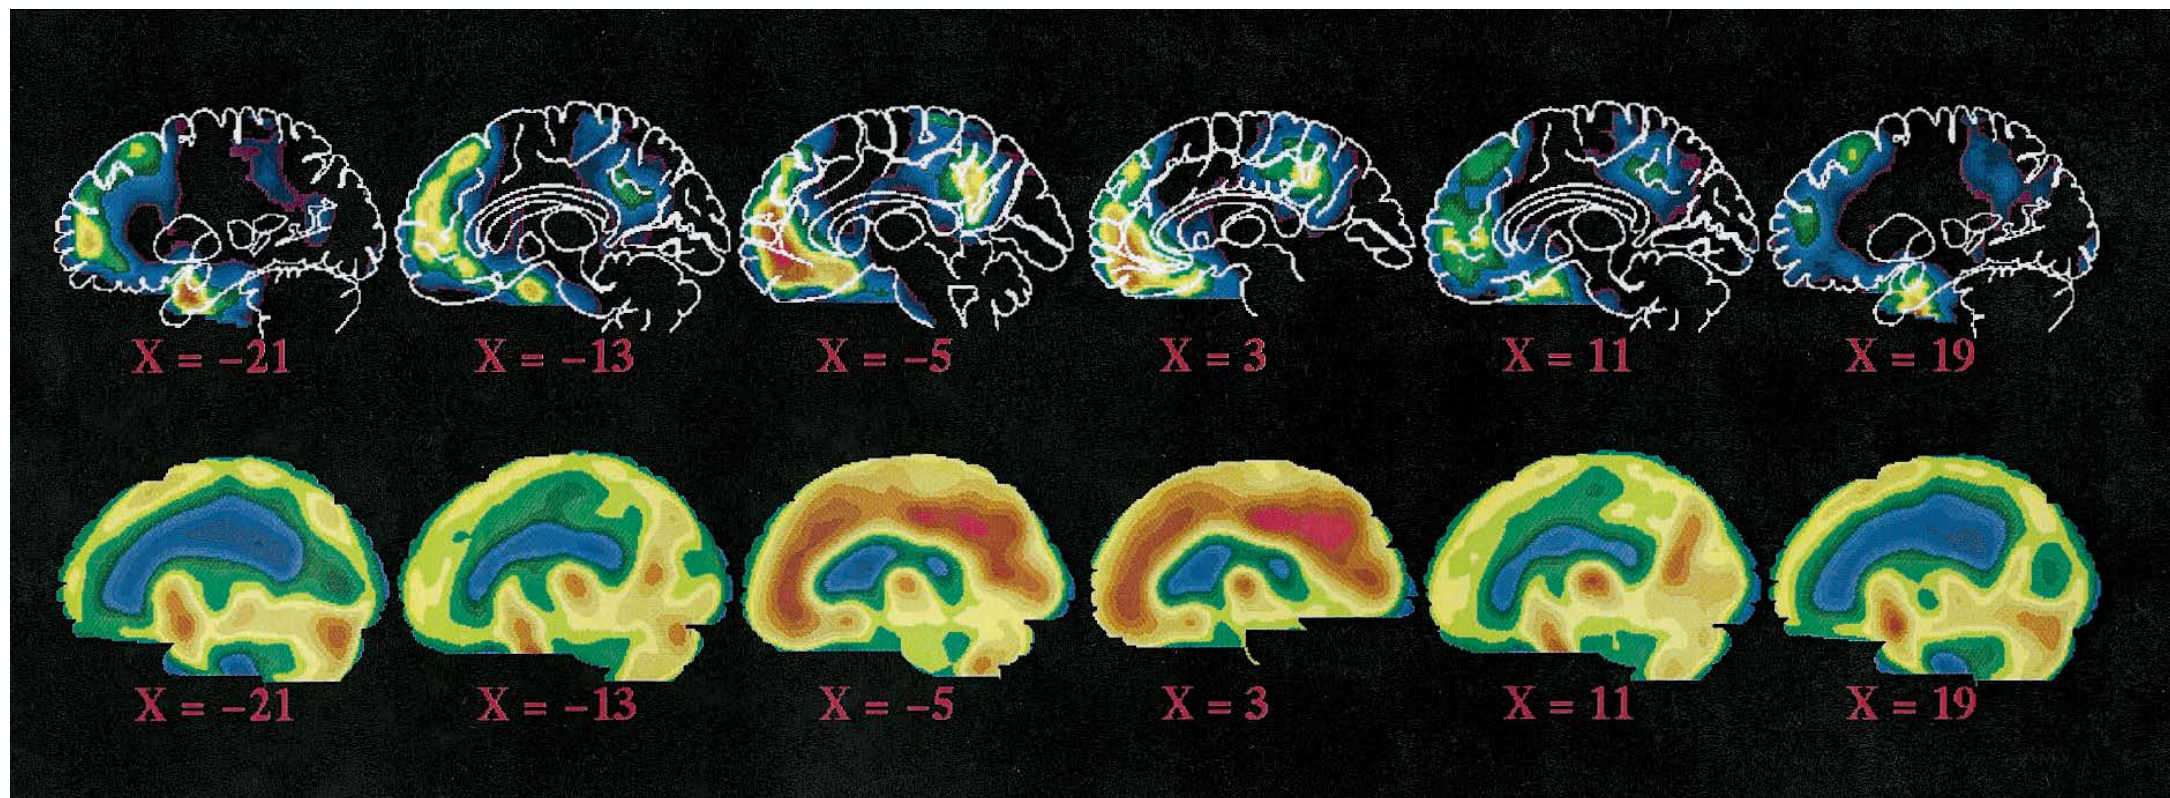 X = –21 X = –13 X = –5 X = 3 X = 11 X = 19
X = –21 X = –13 X = –5 X = 3 X = 11 X = 19